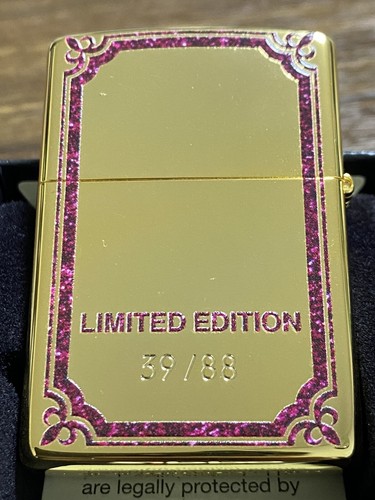 LIMITED EDITION
39/88
are legally protected by